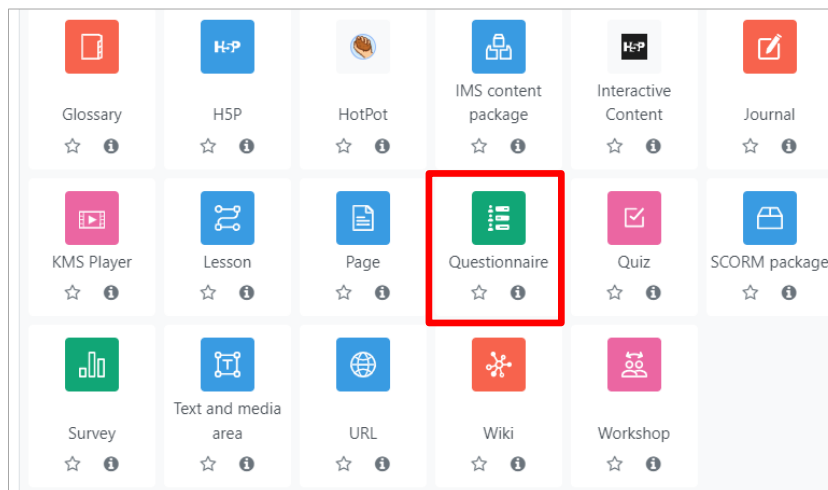 H5P
H5P
Glossary
H5P
HotPot
IMS content
package
Interactive
Content
Journal
KMS Player
Lesson
Page
Questionnaire
Quiz
SCORM package
Survey
Text and media
area
URL
Wiki
Workshop